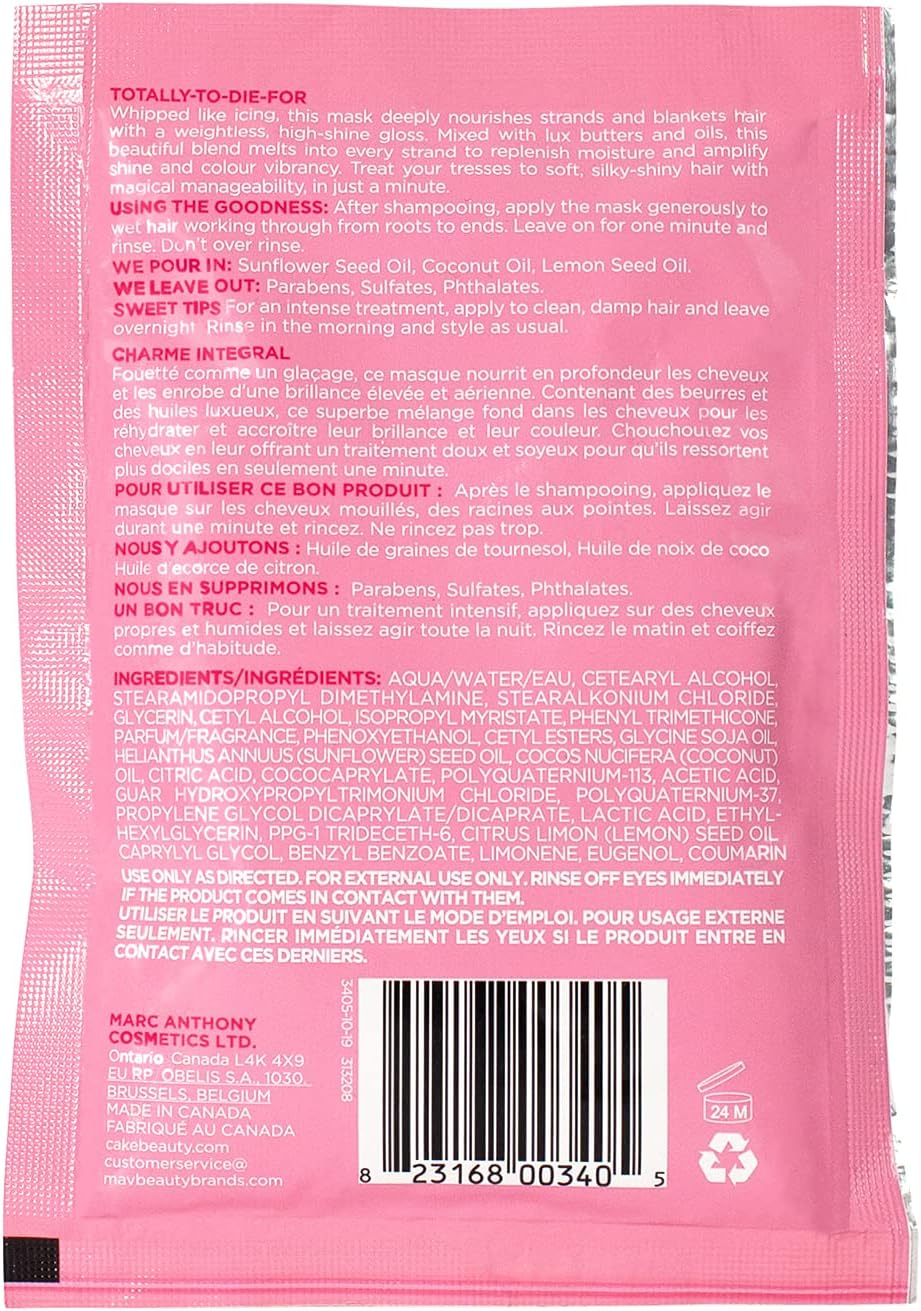 TOTALLY-TO-DIE-FOR
Whipped like icing, this mask deeply nourishes strands and blankets hair
with a weightless, high-shine gloss. Mixed with lux butters and oils, this
beautiful blend melts into every strand to replenish moisture and amplify
shine and colour vibrancy. Treat your tresses to soft, silky-shiny hair with
magical manageability, in just a minute.
USING THE GOODNESS: After shampooing, apply the mask generously to
wet hair working through from roots to ends. Leave on for one minute and
rinse. Don't over rinse.
WE POUR IN: Sunflower Seed Oil, Coconut Oil, Lemon Seed Oil.
WE LEAVE OUT: Parabens, Sulfates, Phthalates.
SWEET TIPS For an intense treatment, apply to clean, damp hair and leave
overnight Rinse in the morning and style as usual.
CHARME INTEGRAL
Fouetté comme un glaçage, ce masque nourrit en profondeur les cheveux
et les enrobe d'une brillance élevée et aérienne. Contenant des beurres et
des huiles luxueux, ce superbe mélange fond dans les cheveux pour les
réhydrater et accroître leur brillance et leur couleur. Chouchoutez vos
cheveux en leur offrant un traitement doux et soyeux pour qu'ils ressortent
plus dociles en seulement une minute.
POUR UTILISER CE BON PRODUIT : Après le shampooing, appliquez le
masque sur les cheveux mouillés, des racines aux pointes. Laissez agir
durant une minute et rincez. Ne rincez pas trop.
NOUS Y AJOUTONS : Huile de graines de tournesol, Huile de noix de coco
Huile d'ecorce de citron.
NOUS EN SUPPRIMONS : Parabens, Sulfates, Phthalates.
UN BON TRUC : Pour un traitement intensif, appliquez sur des cheveux
propres et humides et laissez agir toute la nuit. Rincez le matin et coiffez
comme d'habitude.
INGREDIENTS/INGRÉDIENTS: AQUA/WATER/EAU, CETEARYL ALCOHOL,
STEARAMIDOPROPYL DIMETHYLAMINE, STEARALKONIUM CHLORIDE,
GLYCERIN, CETYL ALCOHOL, ISOPROPYL MYRISTATE, PHENYL TRIMETHICONE,
PARFUM/FRAGRANCE, PHENOXYETHANOL, CETYL ESTERS, GLYCINE SOJA OIL,
HELIANTHUS ANNUUS (SUNFLOWER) SEED OIL, COCOS NUCIFERA (COCONUT)
OIL, CITRIC ACID, COCOCAPRYLATE, POLYQUATERNIUM-113, ACETIC ACID,
GUAR HYDROXYPROPYLTRIMONIUM CHLORIDE, POLYQUATERNIUM-37,
PROPYLENE GLYCOL DICAPRYLATE/DICAPRATE, LACTIC ACID, ETHYL-
HEXYLGLYCERIN, PPG-1 TRIDECETH-6, CITRUS LIMON (LEMON) SEED OIL
CAPRYLYL GLYCOL, BENZYL BENZOATE, LIMONENE, EUGENOL, COUMARIN
USE ONLY AS DIRECTED. FOR EXTERNAL USE ONLY. RINSE OFF EYES IMMEDIATELY
IF THE PRODUCT COMES IN CONTACT WITH THEM.
UTILISER LE PRODUIT EN SUIVANT LE MODE D'EMPLOI. POUR USAGE EXTERNE
SEULEMENT. RINCER IMMÉDIATEMENT LES YEUX SI LE PRODUIT ENTRE EN
CONTACT AVEC CES DERNIERS.
MARC ANTHONY
COSMETICS LTD.
Ontario Canada L4K 4X9
EU RP. OBELIS S.A., 1030,
BRUSSELS, BELGIUM
MADE IN CANADA
FABRIQUÉ AU CANADA
cakebeauty.com
customerservice@
mavbeautybrands.com
3405-10-19 313208
8 23168 00340 5
24 M